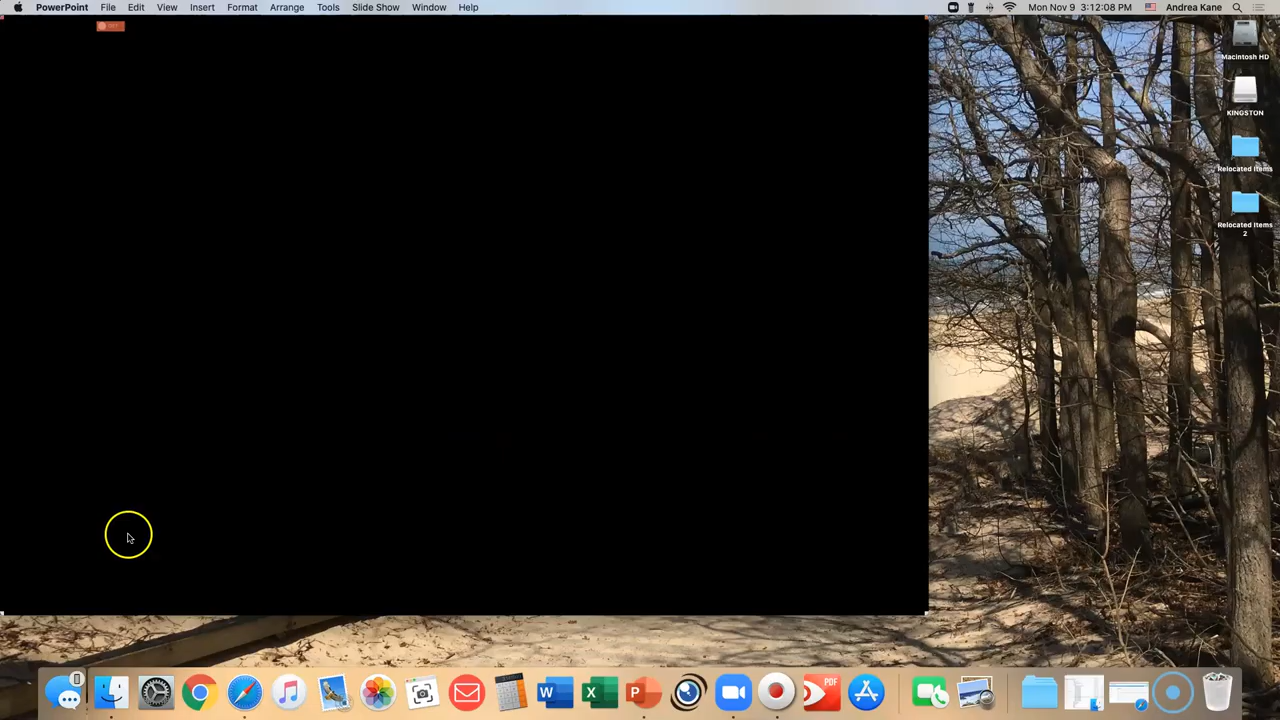 PowerPoint File Edit View Insert Format Arrange Tools Slide Show Window Help Mon Nov 9 3:12:08 PM Andrea Kane
Macintosh HD
KINGSTON
Relocated Items
Relocated Items
2
W X P
PDF